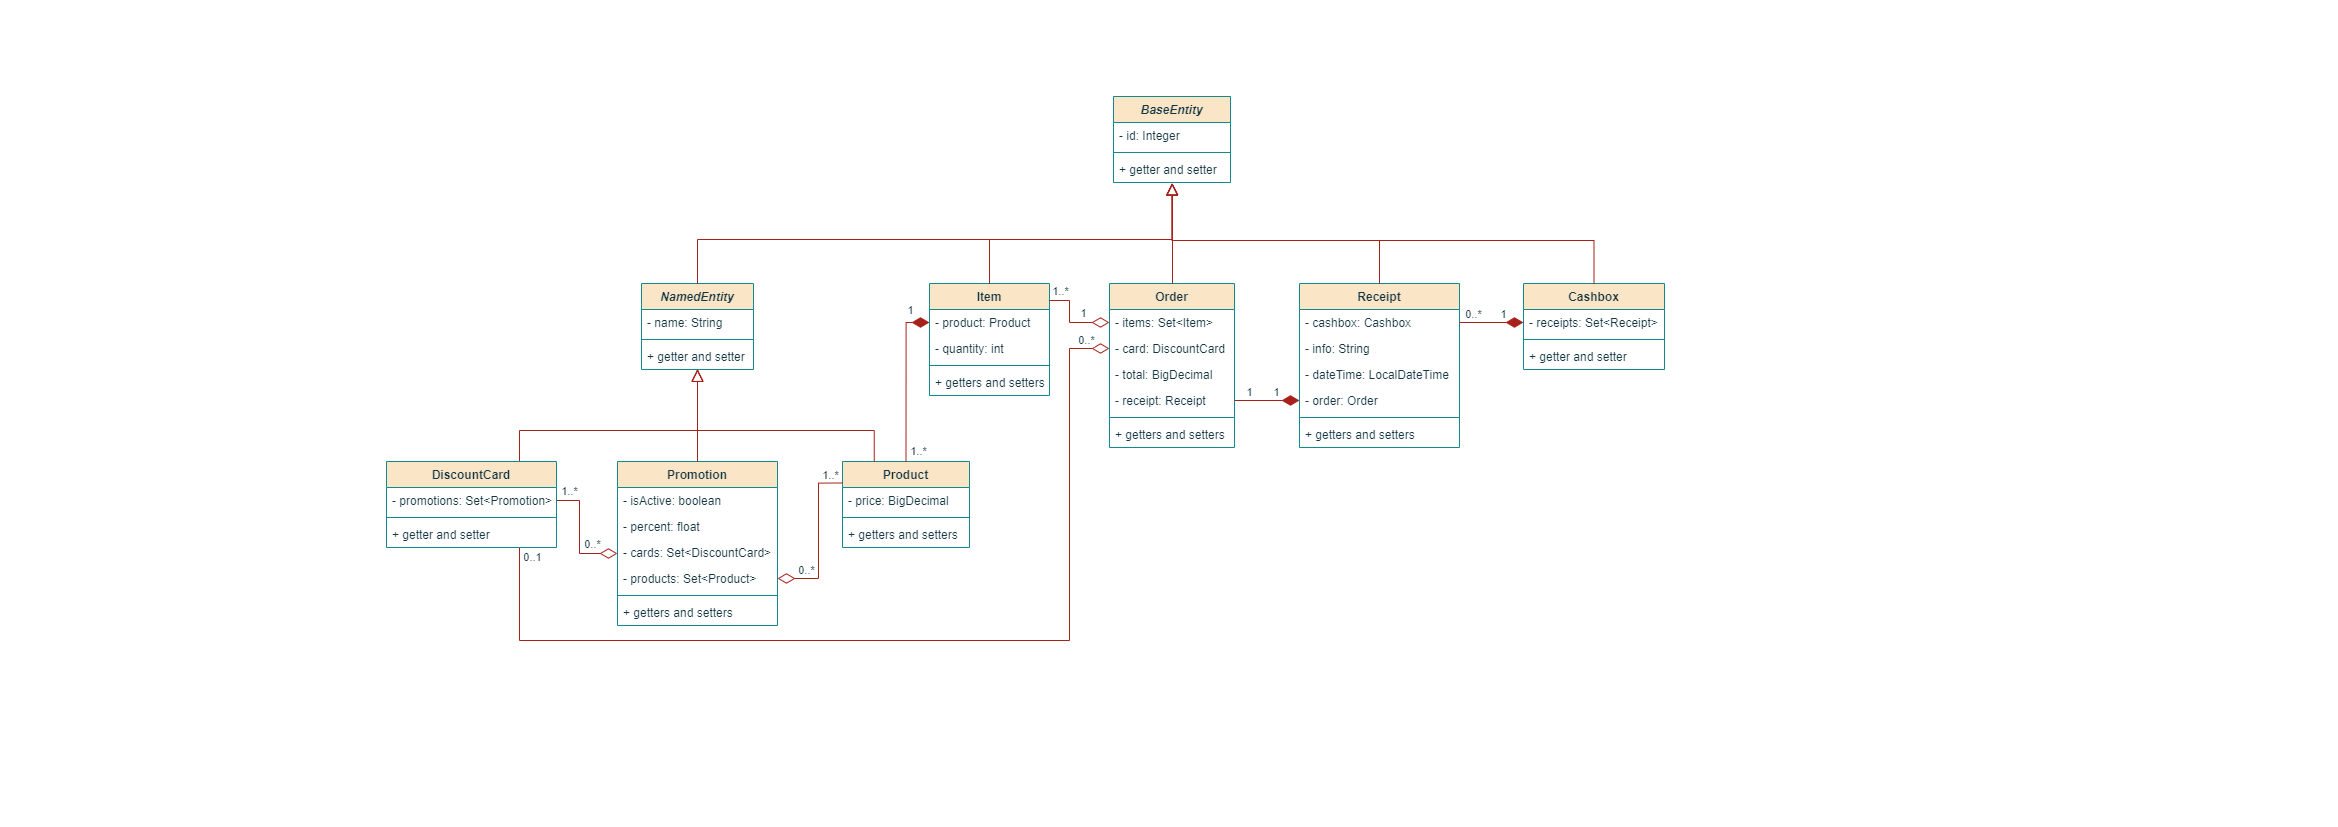 BaseEntity
- id: Integer
+ getter and setter
NamedEntity
- name: String
+ getter and setter
Item
- product: Product
- quantity: int
+ getters and setters
1..*
1
1
1..*
Order
- items: Set<Item>
- card: DiscountCard
- total: BigDecimal
- receipt: Receipt
+ getters and setters
0..*
1
1
Receipt
- cashbox: Cashbox
- info: String
- dateTime: LocalDateTime
- order: Order
+ getters and setters
0..*
1
Cashbox
- receipts: Set<Receipt>
+ getter and setter
DiscountCard
- promotions: Set<Promotion>
+ getter and setter
1..*
0..*
0..1
Promotion
- isActive: boolean
- percent: float
- cards: Set<DiscountCard>
- products: Set<Product>
+ getters and setters
1..*
0..*
Product
- price: BigDecimal
+ getters and setters